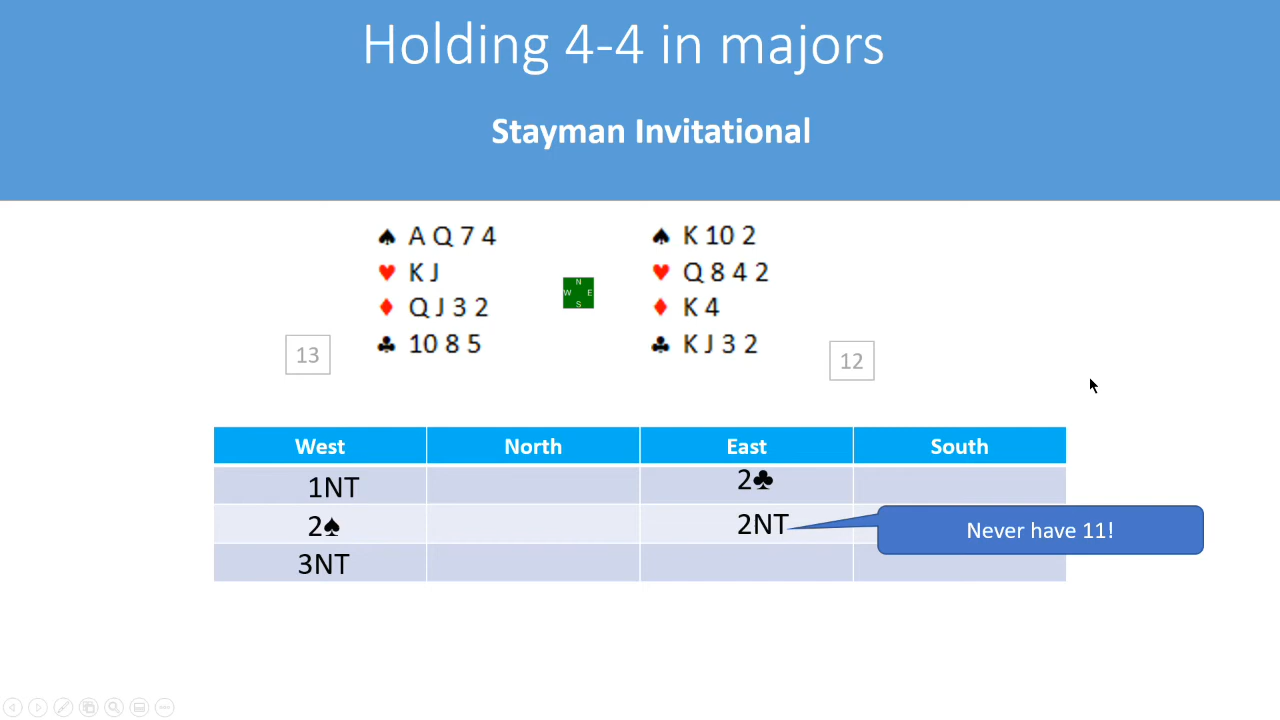 Holding 4-4 in majors
Stayman Invitational
♠ A Q 7 4
♥ K J
♦ Q J 3 2
♣ 10 8 5
13
N
W E
S
♠ K 10 2
♥ Q 8 4 2
♦ K 4
♣ K J 3 2
12
West North East South
1NT 2♣
2♠ 2NT
Never have 11!
3NT